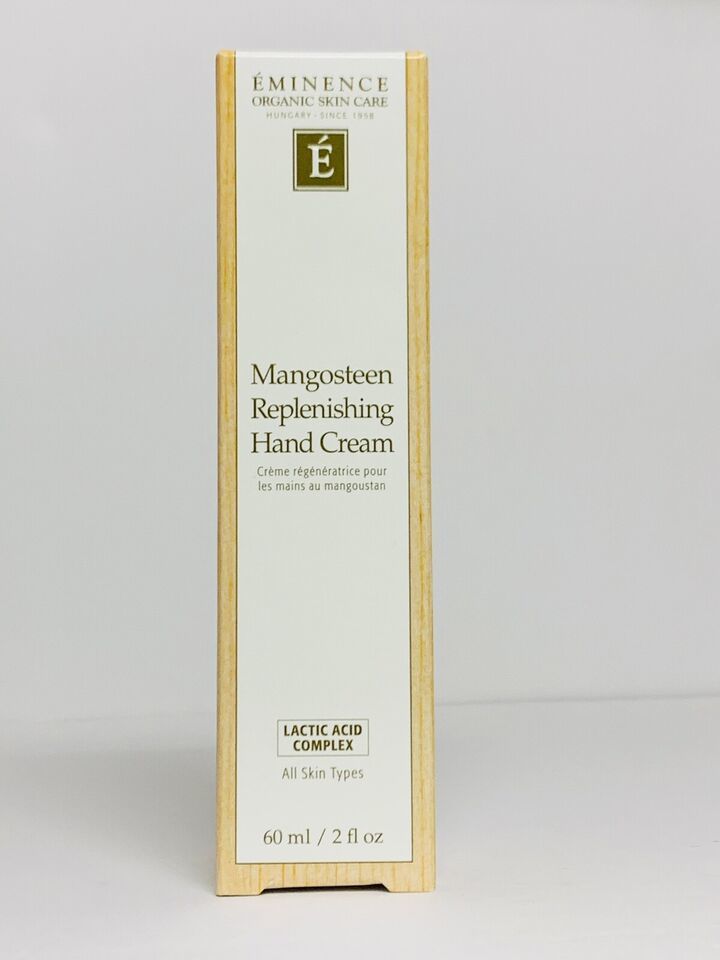 ÉMINENCE
ORGANIC SKIN CARE
HUNGARY - SINCE 1958
É
Mangosteen
Replenishing
Hand Cream
Crème régénératrice pour
les mains au mangoustan
LACTIC ACID
COMPLEX
All Skin Types
60 ml / 2 fl oz